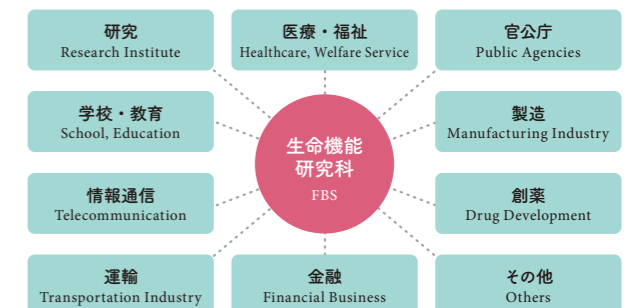 研究
Research Institute
医療・福祉
Healthcare, Welfare Service
官公庁
Public Agencies
学校・教育
School, Education
生命機能
研究科
FBS
製造
Manufacturing Industry
情報通信
Telecommunication
創薬
Drug Development
運輸
Transportation Industry
金融
Financial Business
その他
Others